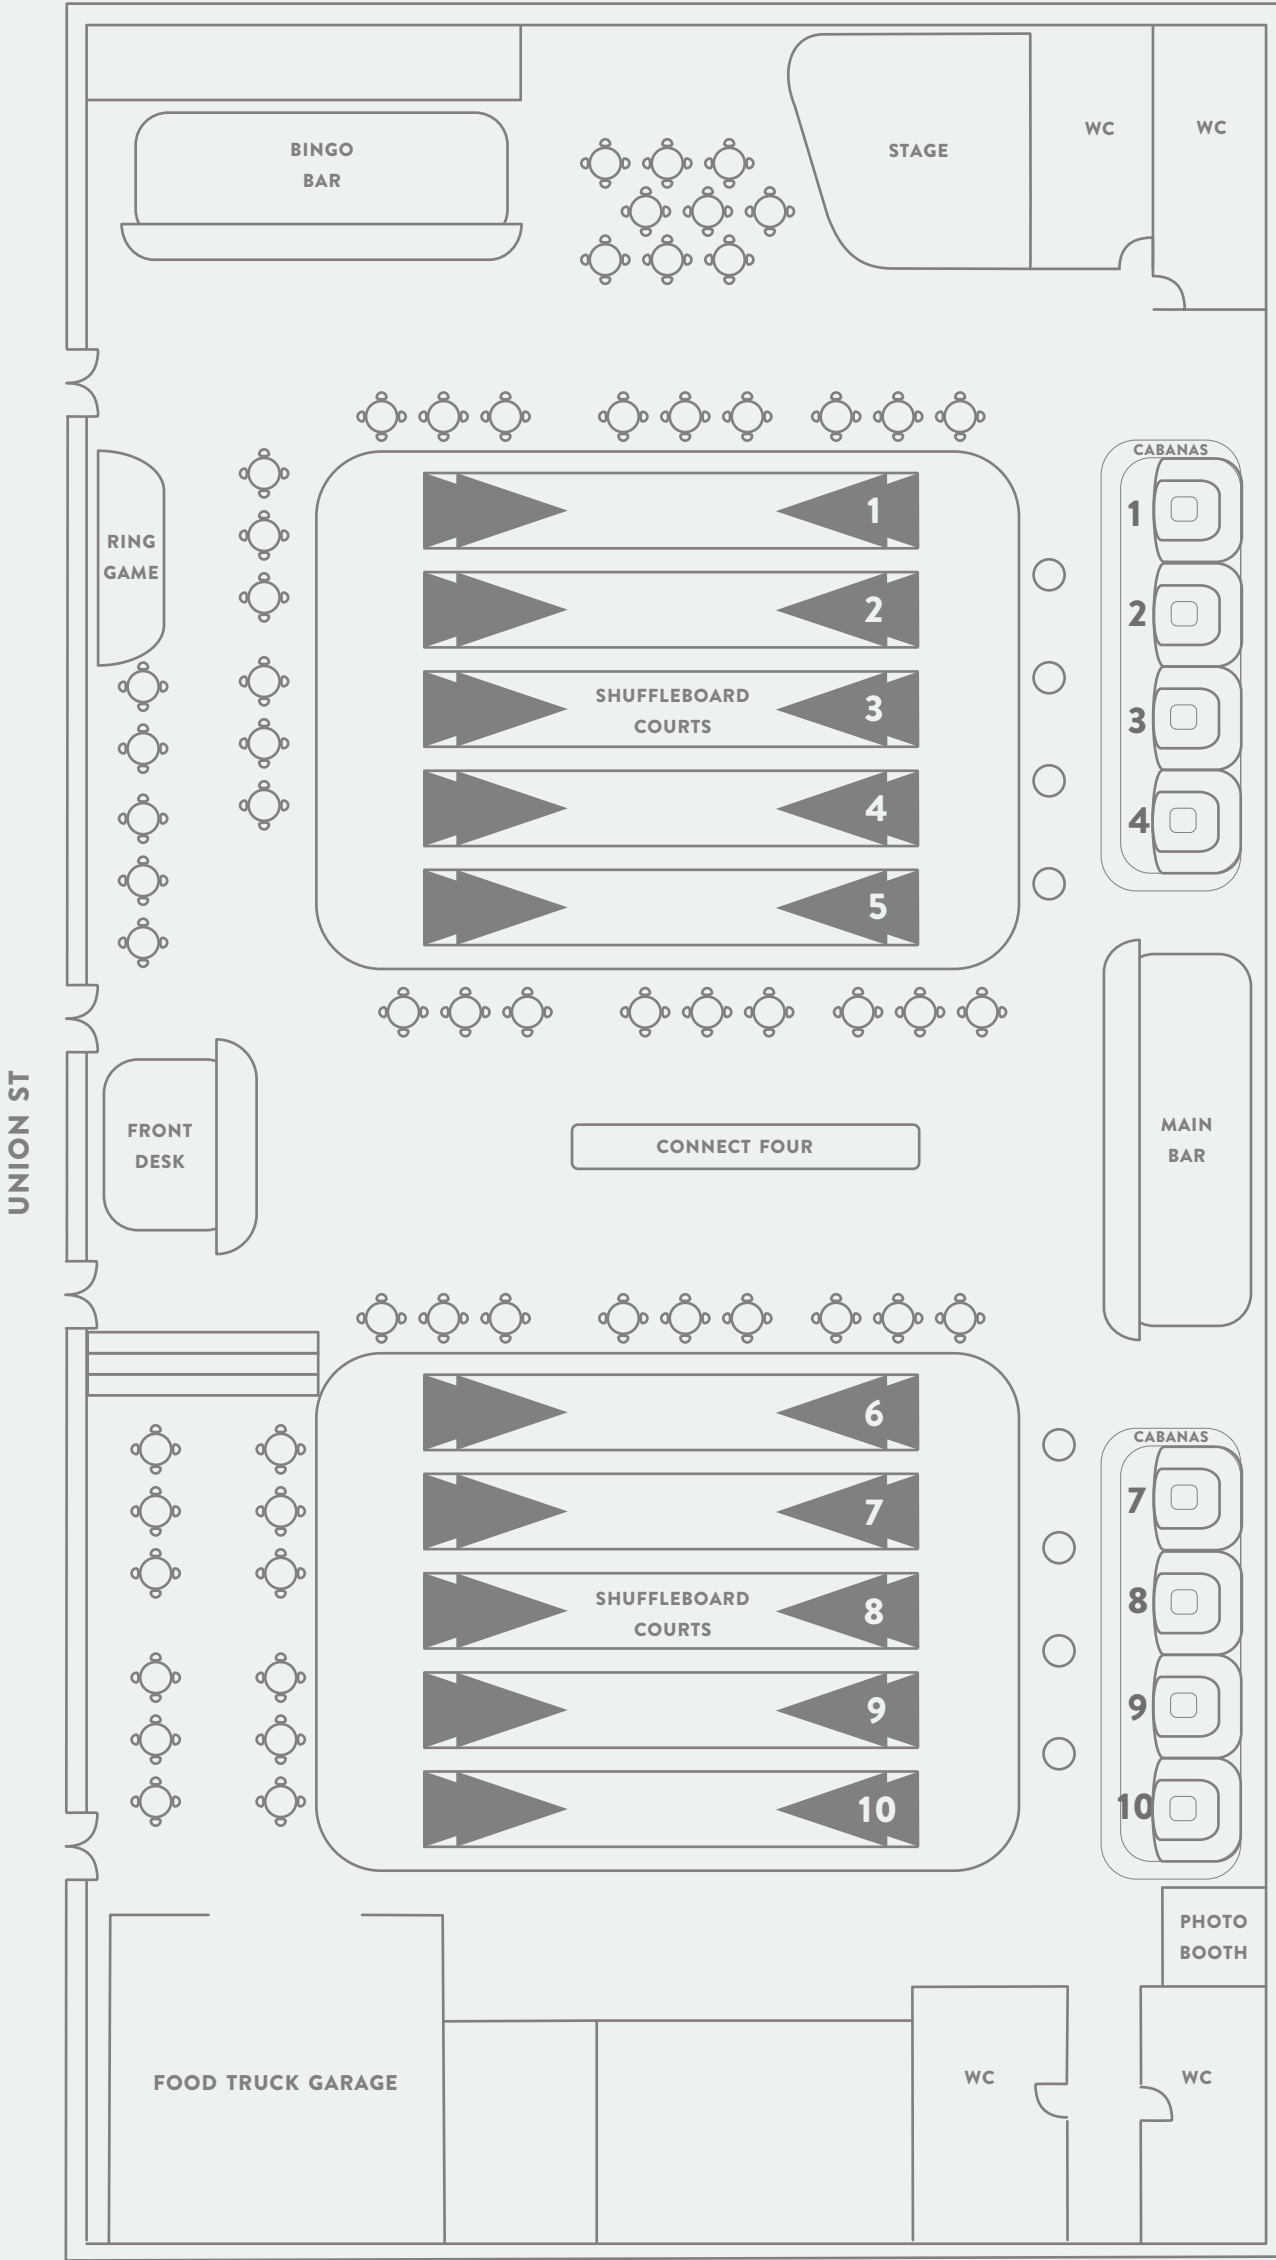 BINGO
BAR
STAGE
WC
WC
CABANAS
RING
GAME
1
2
SHUFFLEBOARD
COURTS
3
4
5
1
2
3
4
UNION ST
FRONT
DESK
CONNECT FOUR
MAIN
BAR
6
7
SHUFFLEBOARD
COURTS
8
9
10
CABANAS
7
8
9
10
PHOTO
BOOTH
FOOD TRUCK GARAGE
WC
WC